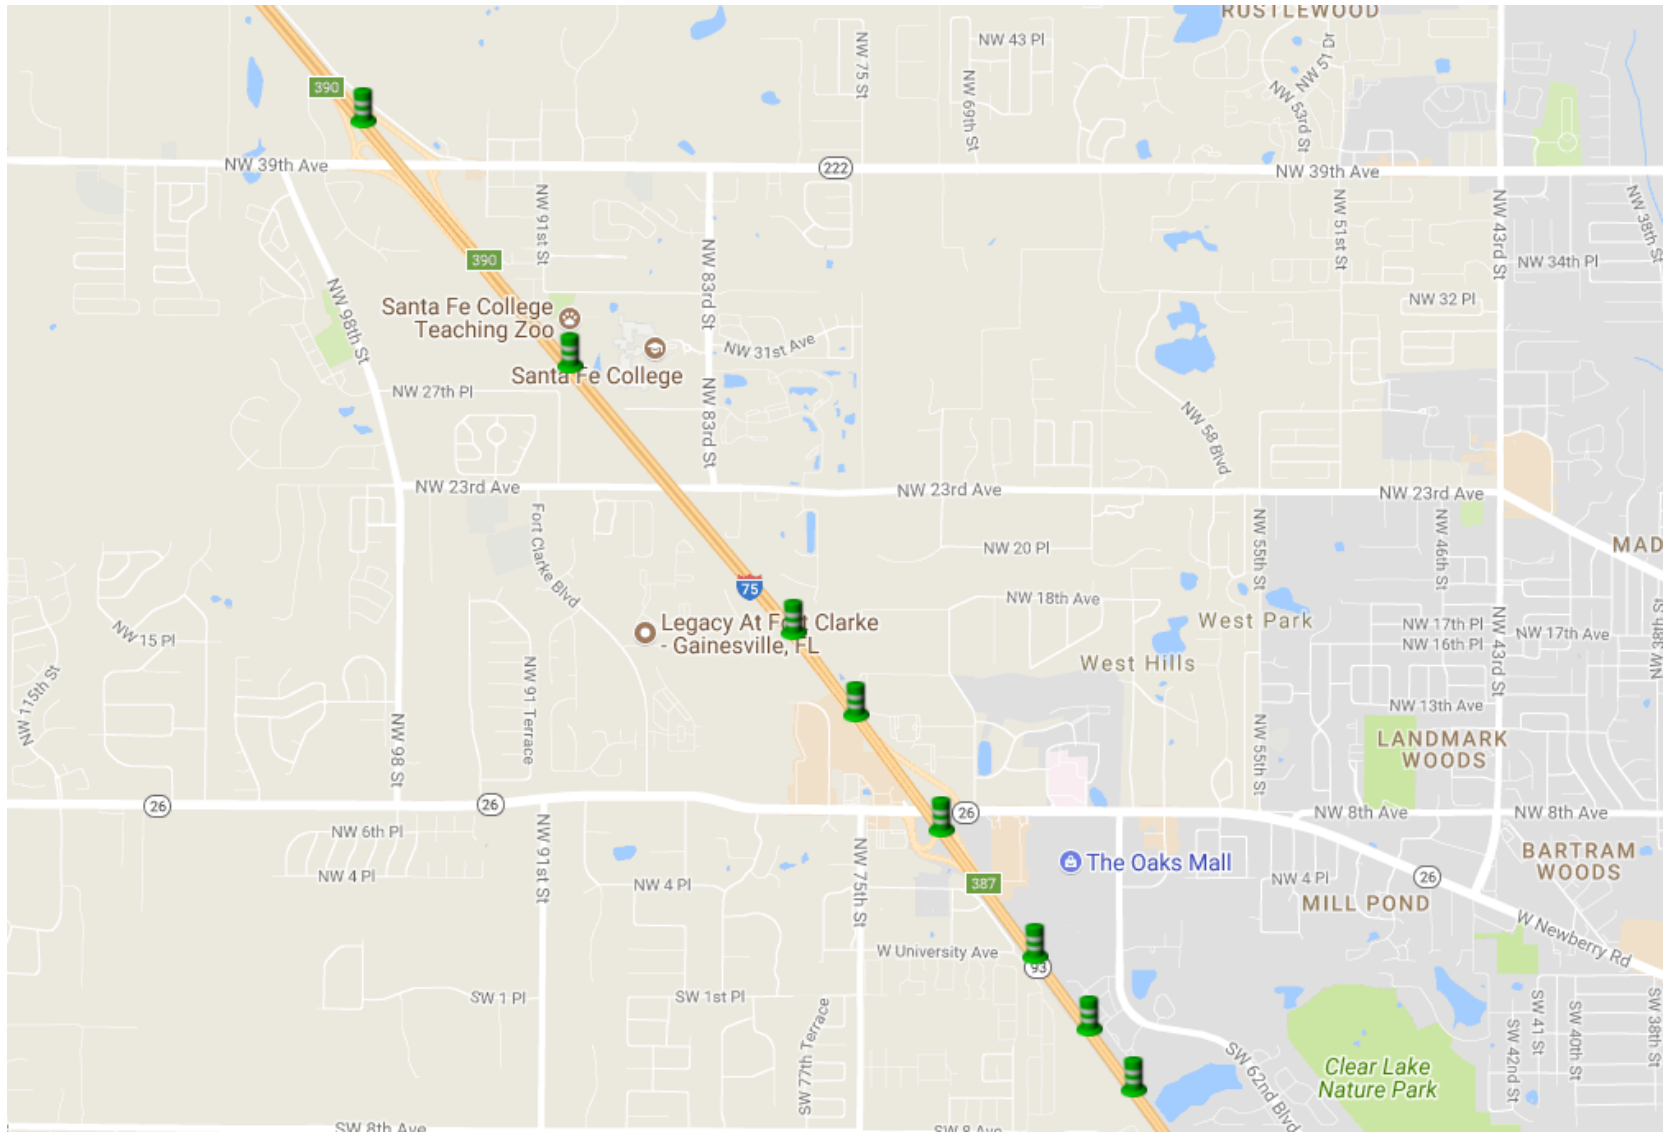 RUSTLEWOOD
NW 43 Pl
NW 51 Dr
NW 75 St
390
NW 69th St
NW 53rd St
NW 39th Ave
222
NW 39th Ave
NW 91st St
NW 51st St
NW 43rd St
NW 38th St
390
NW 83rd St
NW 34th Pl
NW 98th St
Santa Fe College
Teaching Zoo
NW 32 Pl
NW 31st Ave
Santa Fe College
NW 27th Pl
NW 83rd St
NW 58 Blvd
NW 23rd Ave
NW 23rd Ave
NW 23rd Ave
Fort Clarke Blvd
NW 55th St
NW 46th St
NW 20 Pl
MAD
75
NW 18th Ave
Legacy At Fort Clarke
- Gainesville, FL
West Park
NW 17th Pl
NW 17th Ave
NW 16th Pl
NW 15 Pl
West Hills
NW 43rd St
NW 38th St
NW 115th St
NW 91 Terrace
NW 13th Ave
NW 98 St
NW 55th St
LANDMARK
WOODS
26
26
26
NW 8th Ave
NW 8th Ave
NW 6th Pl
NW 91st St
NW 75th St
The Oaks Mall
BARTRAM
WOODS
NW 4 Pl
NW 4 Pl
387
NW 4 Pl
26
MILL POND
W Newberry Rd
W University Ave
93
SW 1 Pl
SW 1st Pl
SW 77th Terrace
SW 41 St
SW 40th St
SW 38th St
SW 42nd St
SW 62nd Blvd
Clear Lake
Nature Park
SW 8th Ave
SW 8 Ave